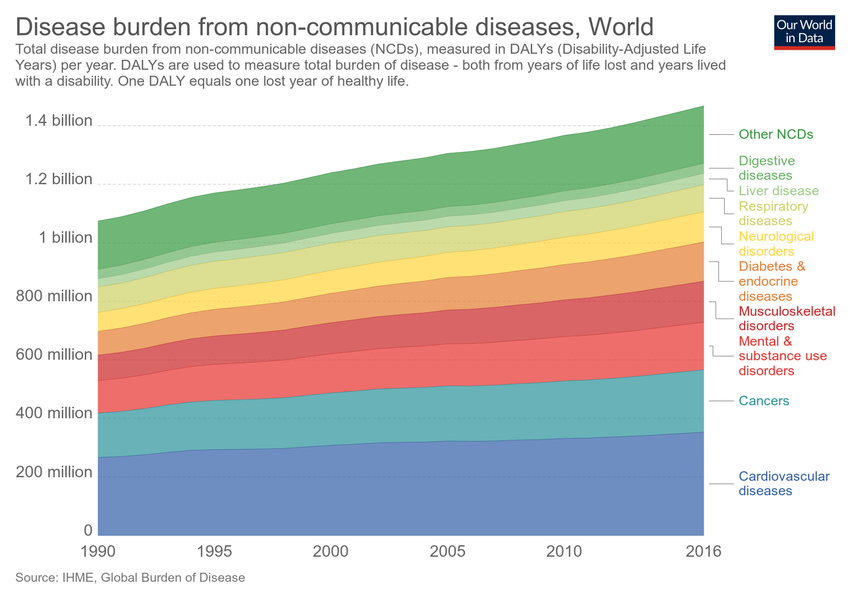 Disease burden from non-communicable diseases, World
Our World
in Data
Total disease burden from non-communicable diseases (NCDs), measured in DALYs (Disability-Adjusted Life
Years) per year. DALYs are used to measure total burden of disease - both from years of life lost and years lived
with a disability. One DALY equals one lost year of healthy life.
1.4 billion
1.2 billion
1 billion
800 million
600 million
400 million
200 million
0
Other NCDs
Digestive
diseases
Liver disease
Respiratory
diseases
Neurological
disorders
Diabetes &
endocrine
diseases
Musculoskeletal
disorders
Mental &
substance use
disorders
Cancers
Cardiovascular
diseases
1990
1995
2000
2005
2010
2016
Source: IHME, Global Burden of Disease